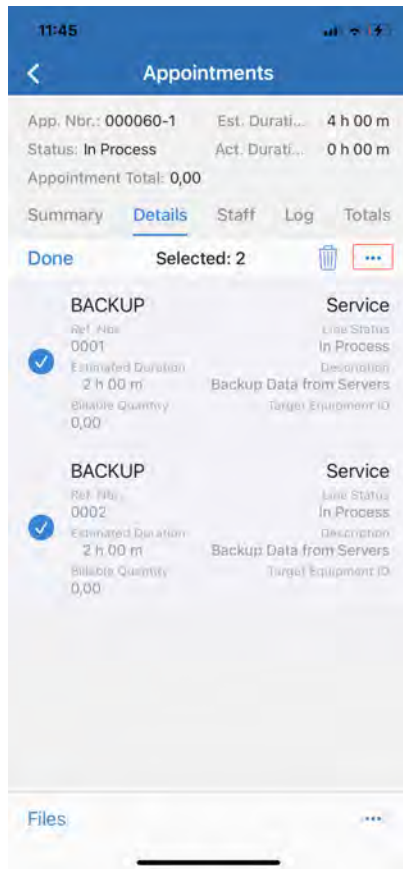 11:45
Appointments
App. Nbr.: 000060-1 Est. Durati... 4 h 00 m
Status: In Process Act. Durati... 0 h 00 m
Appointment Total: 0,00
Summary Details Staff Log Totals
Done Selected: 2 ...
BACKUP Service
Ref. Nbr. Line Status
0001 In Process
Estimated Duration Description
2 h 00 m Backup Data from Servers
Billable Quantity Target Equipment ID
0,00
BACKUP Service
Ref. Nbr. Line Status
0002 In Process
Estimated Duration Description
2 h 00 m Backup Data from Servers
Billable Quantity Target Equipment ID
0,00
Files ...